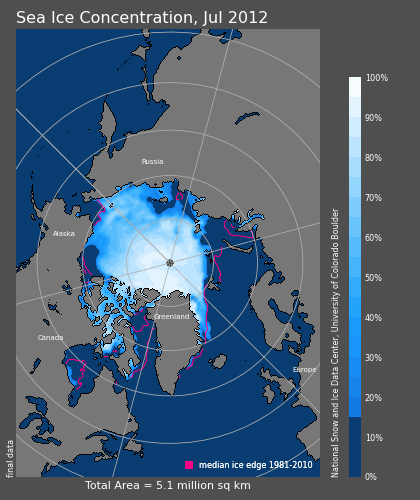 Sea Ice Concentration, Jul 2012
Russia
Alaska
Greenland
Canada
Europe
median ice edge 1981-2010
final data
Total Area = 5.1 million sq km
100%
90%
80%
70%
60%
50%
40%
30%
20%
10%
0%
National Snow and Ice Data Center, University of Colorado Boulder